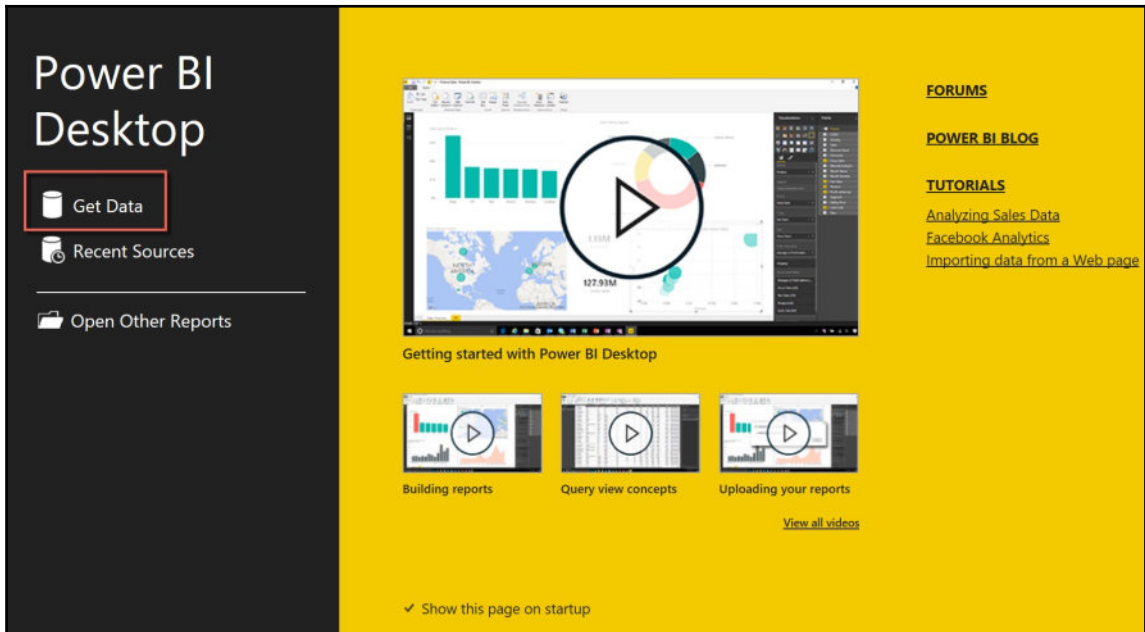 Power BI
Desktop
Get Data
Recent Sources
Open Other Reports
127.93M
Getting started with Power BI Desktop
Building reports
Query view concepts
Uploading your reports
View all videos
Show this page on startup
FORUMS
POWER BI BLOG
TUTORIALS
Analyzing Sales Data
Facebook Analytics
Importing data from a Web page